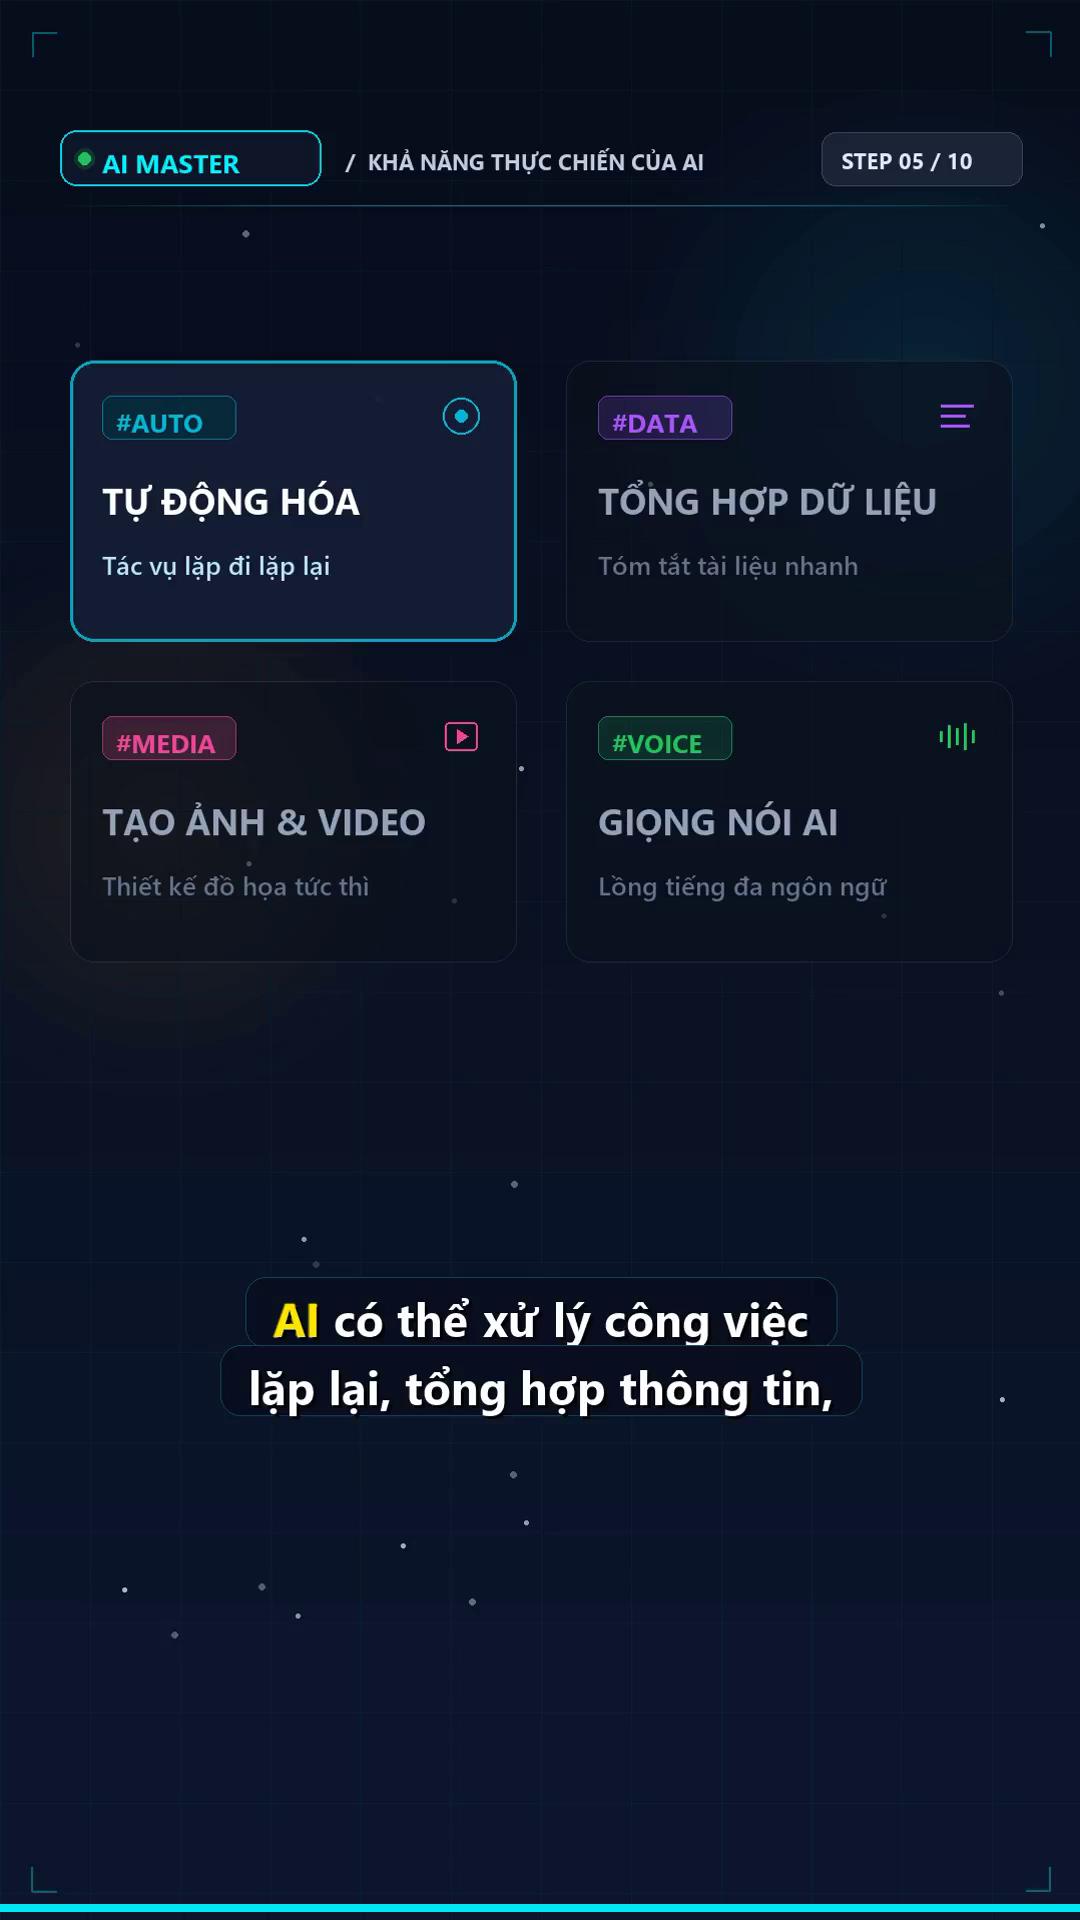 AI MASTER
/ KHẢ NĂNG THỰC CHIẾN CỦA AI
STEP 05 / 10
#AUTO
TỰ ĐỘNG HÓA
Tác vụ lặp đi lặp lại
#DATA
TỔNG HỢP DỮ LIỆU
Tóm tắt tài liệu nhanh
#MEDIA
TẠO ẢNH & VIDEO
Thiết kế đồ họa tức thì
#VOICE
GIỌNG NÓI AI
Lồng tiếng đa ngôn ngữ
AI có thể xử lý công việc
lặp lại, tổng hợp thông tin,